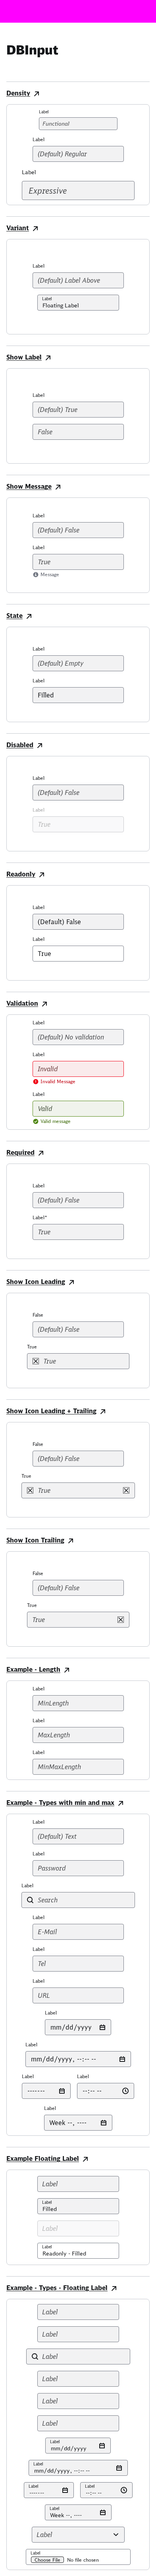 DBInput
Density
Label
Functional
Label
(Default) Regular
Label
Expressive
Variant
Label
(Default) Label Above
Label
Floating Label
Show Label
Label
(Default) True
False
Show Message
Label
(Default) False
Label
True
Message
State
Label
(Default) Empty
Label
Filled
Disabled
Label
(Default) False
Label
True
Readonly
Label
(Default) False
Label
True
Validation
Label
(Default) No validation
Label
Invalid
Invalid Message
Label
Valid
Valid message
Required
Label
(Default) False
Label*
True
Show Icon Leading
False
(Default) False
True
True
Show Icon Leading + Trailing
False
(Default) False
True
True
Show Icon Trailing
False
(Default) False
True
True
Example - Length
Label
MinLength
Label
MaxLength
Label
MinMaxLength
Example - Types with min and max
Label
(Default) Text
Label
Password
Label
Search
Label
E-Mail
Label
Tel
Label
URL
Label
mm/dd/yyyy
Label
mm/dd/yyyy, --:-- --
Label Label
------- --:-- --
Label
Week --, ----
Example Floating Label
Label
Label
Filled
Label
Label
Readonly - Filled
Example - Types - Floating Label
Label
Label
Label
Label
Label
Label
Label
mm/dd/yyyy
Label
mm/dd/yyyy, --:-- --
Label Label
------- --:-- --
Label
Week --, ----
Label
Label
Choose File No file chosen